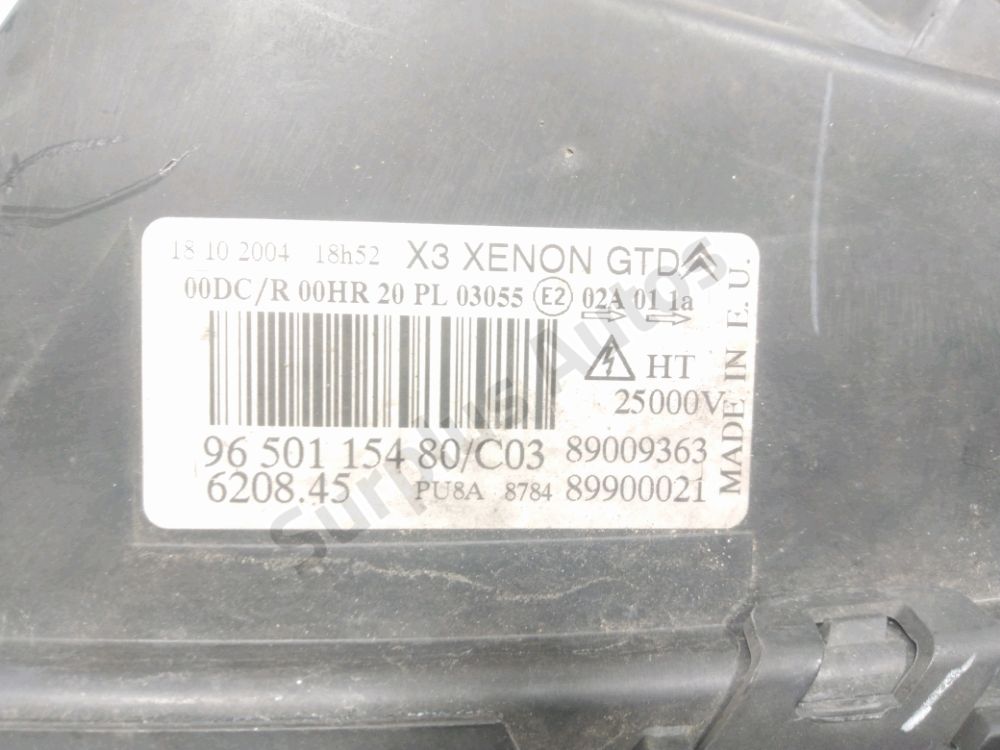 18 10 2004 18h52 X3 XENON GTD
00DC/R 00HR 20 PL 03055 E2 02A 01 1a
HT
25000V
96 501 154 80/C03 89009363
6208.45 PU8A 8784 89900021
MADE IN E.U.
Surplus Autos